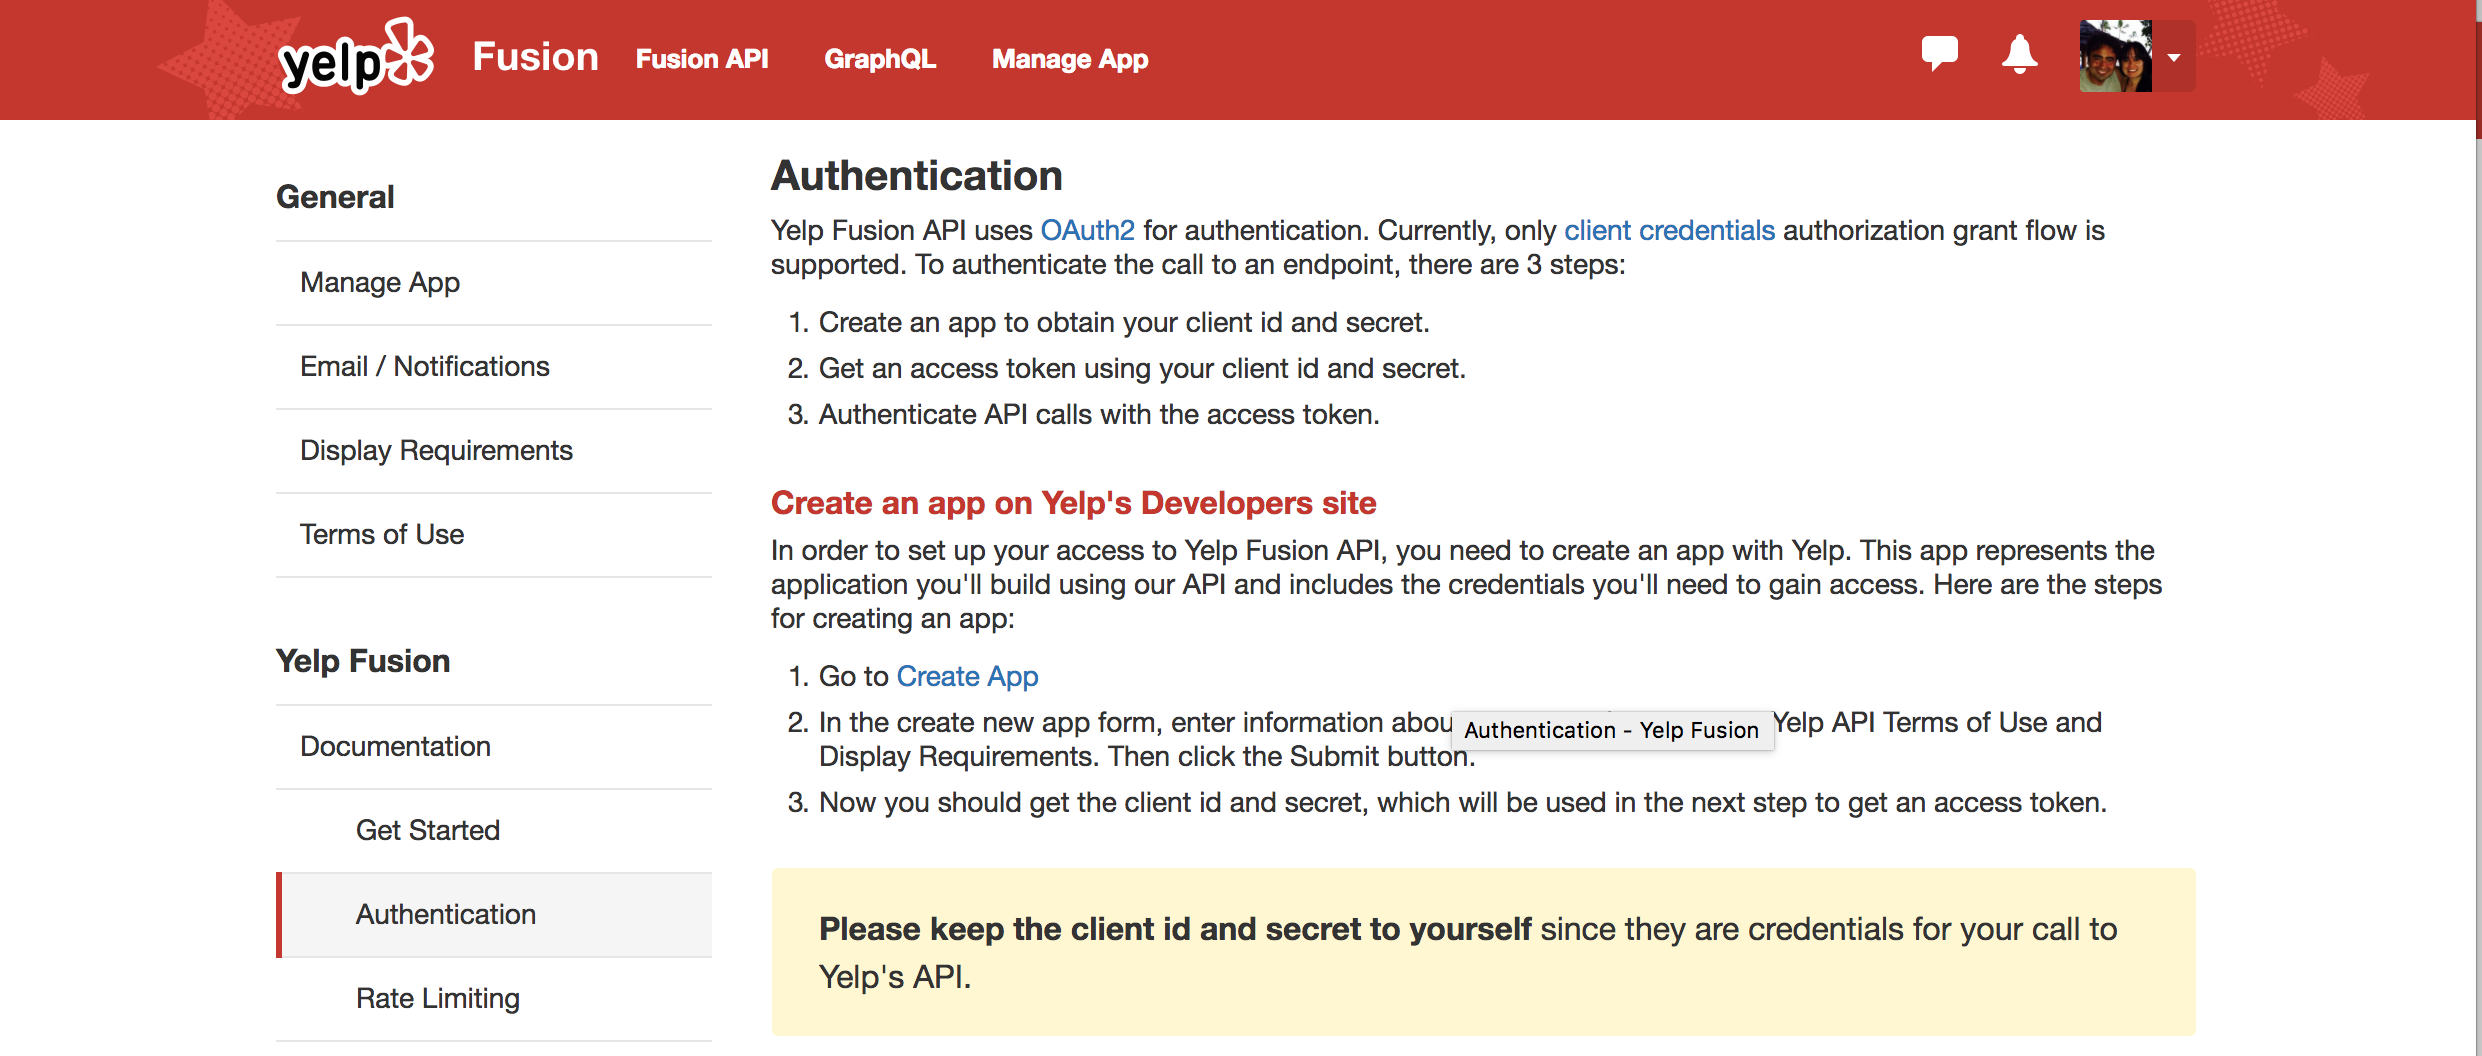 yelp Fusion Fusion API GraphQL Manage App
General
Manage App
Email / Notifications
Display Requirements
Terms of Use
Yelp Fusion
Documentation
Get Started
Authentication
Rate Limiting
Authentication
Yelp Fusion API uses OAuth2 for authentication. Currently, only client credentials authorization grant flow is
supported. To authenticate the call to an endpoint, there are 3 steps:
1. Create an app to obtain your client id and secret.
2. Get an access token using your client id and secret.
3. Authenticate API calls with the access token.
Create an app on Yelp's Developers site
In order to set up your access to Yelp Fusion API, you need to create an app with Yelp. This app represents the
application you'll build using our API and includes the credentials you'll need to gain access. Here are the steps
for creating an app:
1. Go to Create App
2. In the create new app form, enter information abou Yelp API Terms of Use and
Authentication - Yelp Fusion
Display Requirements. Then click the Submit button.
3. Now you should get the client id and secret, which will be used in the next step to get an access token.
Please keep the client id and secret to yourself since they are credentials for your call to
Yelp's API.